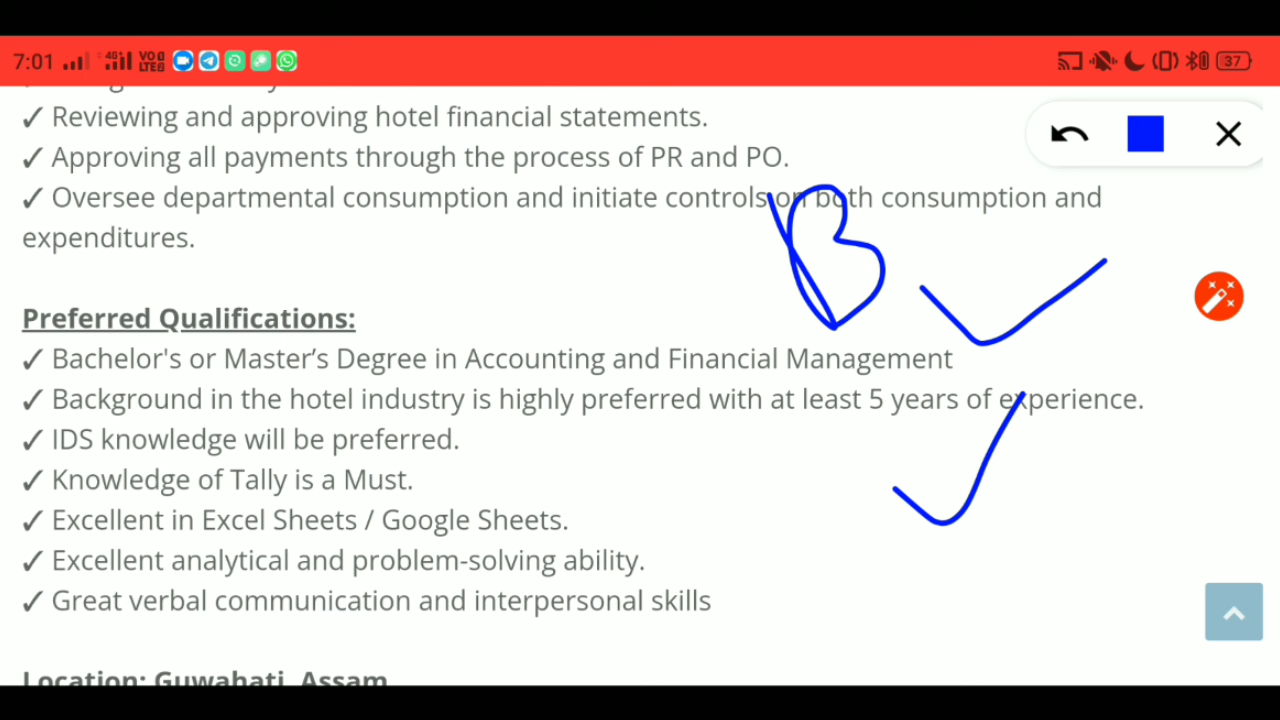 7:01 4G+ VO LTE 37
✓ Reviewing and approving hotel financial statements.
✓ Approving all payments through the process of PR and PO.
✓ Oversee departmental consumption and initiate controls on both consumption and
expenditures.
B
Preferred Qualifications:
✓ Bachelor's or Master’s Degree in Accounting and Financial Management
✓ Background in the hotel industry is highly preferred with at least 5 years of experience.
✓ IDS knowledge will be preferred.
✓ Knowledge of Tally is a Must.
✓ Excellent in Excel Sheets / Google Sheets.
✓ Excellent analytical and problem-solving ability.
✓ Great verbal communication and interpersonal skills
Location: Guwahati, Assam